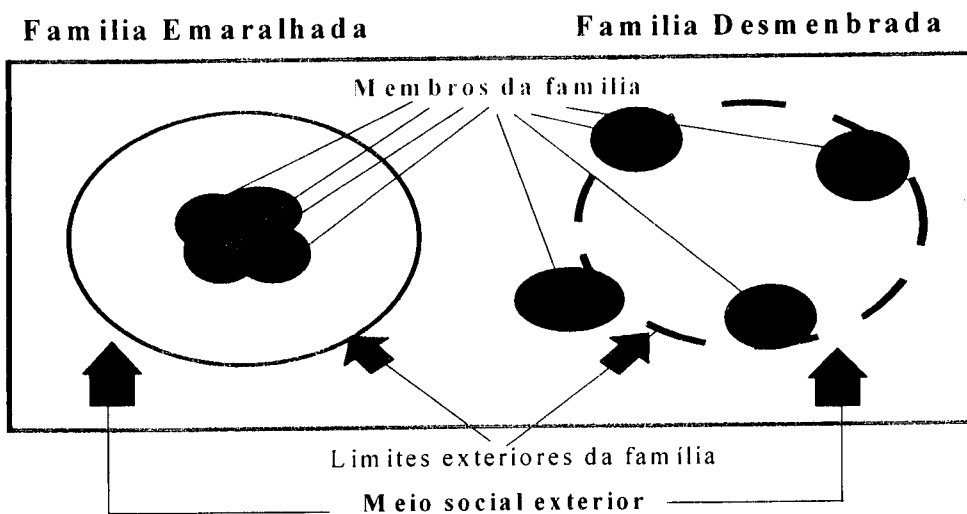 Familia Emaralhada
Familia Desmenbrada
Membros da familia
Limites exteriores da família
Meio social exterior